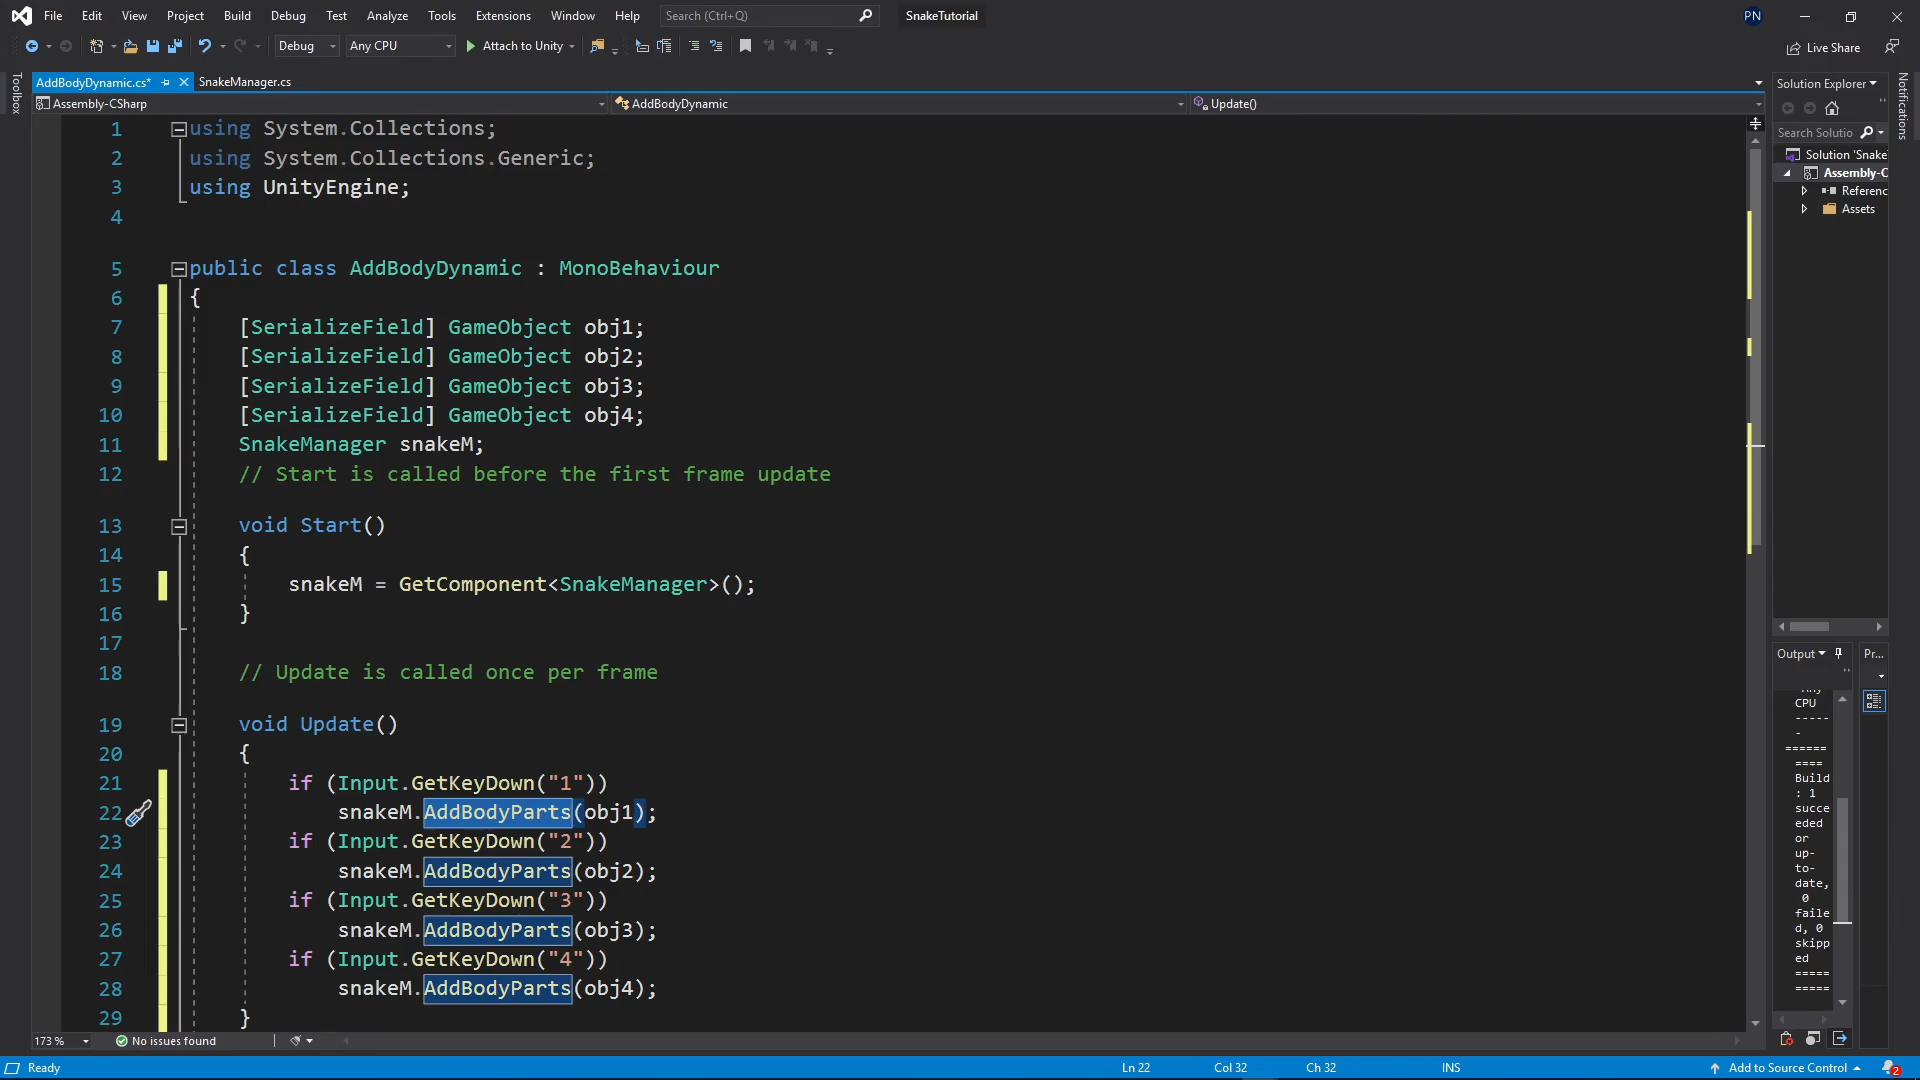 File Edit View Project Build Debug Test Analyze Tools Extensions Window Help Search (Ctrl+Q) SnakeTutorial PN
Debug Any CPU Attach to Unity Live Share
Toolbox
AddBodyDynamic.cs* SnakeManager.cs
Assembly-CSharp AddBodyDynamic Update()
1 using System.Collections;
2 using System.Collections.Generic;
3 using UnityEngine;
4
5 public class AddBodyDynamic : MonoBehaviour
6 {
7 [SerializeField] GameObject obj1;
8 [SerializeField] GameObject obj2;
9 [SerializeField] GameObject obj3;
10 [SerializeField] GameObject obj4;
11 SnakeManager snakeM;
12 // Start is called before the first frame update
13 void Start()
14 {
15 snakeM = GetComponent<SnakeManager>();
16 }
17
18 // Update is called once per frame
19 void Update()
20 {
21 if (Input.GetKeyDown("1"))
22 snakeM.AddBodyParts(obj1);
23 if (Input.GetKeyDown("2"))
24 snakeM.AddBodyParts(obj2);
25 if (Input.GetKeyDown("3"))
26 snakeM.AddBodyParts(obj3);
27 if (Input.GetKeyDown("4"))
28 snakeM.AddBodyParts(obj4);
29 }
Solution Explorer
Search Solutio
Solution 'Snake
Assembly-C
Referenc
Assets
Notifications
Output Pr...
Any
CPU
-----
-
======
====
Build
: 1
succe
eded
or
up-
to-
date,
0
faile
d, 0
skipp
ed
=====
=====
173 % No issues found
Ready Ln 22 Col 32 Ch 32 INS Add to Source Control 2